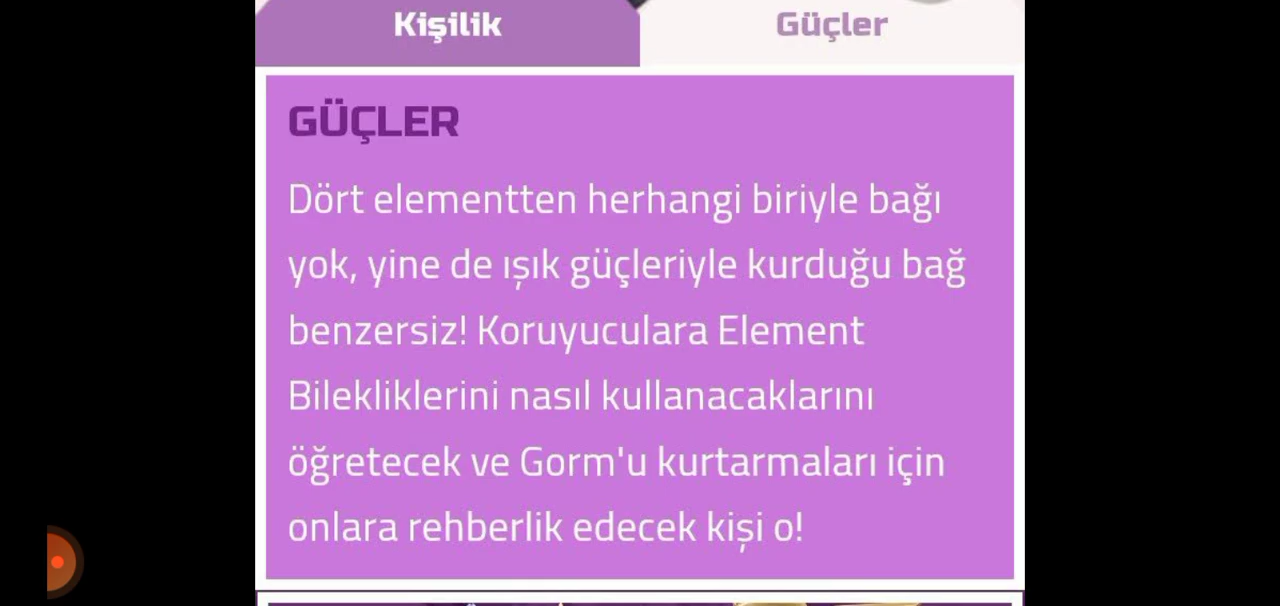 Kişilik
Güçler
GÜÇLER
Dört elementten herhangi biriyle bağı
yok, yine de ışık güçleriyle kurduğu bağ
benzersiz! Koruyuculara Element
Bilekliklerini nasıl kullanacaklarını
öğretecek ve Gorm'u kurtarmaları için
onlara rehberlik edecek kişi o!